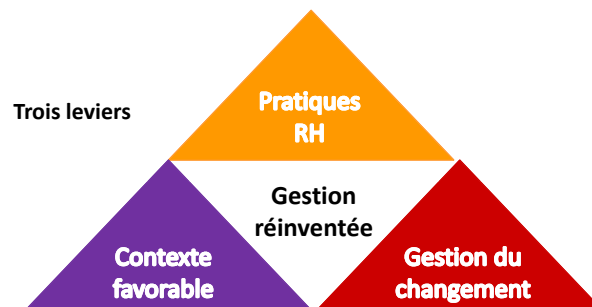 Trois leviers
Pratiques
RH
Gestion
réinventée
Contexte
favorable
Gestion du
changement